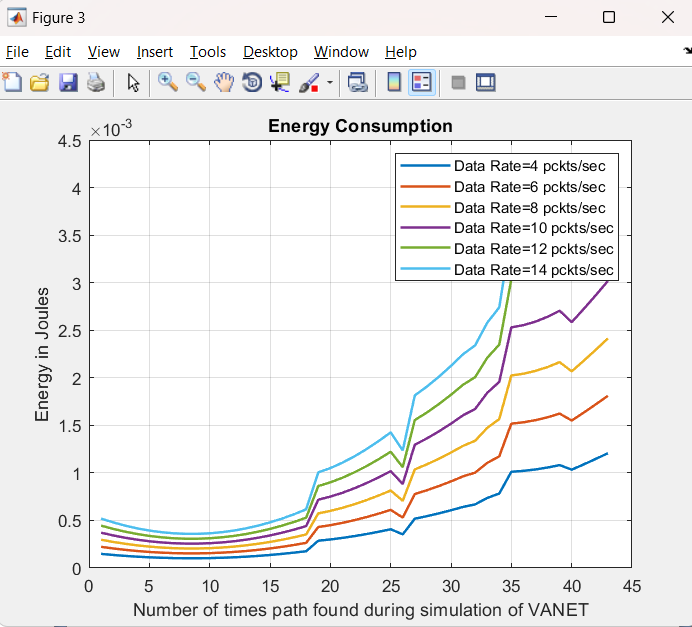 Figure 3
File Edit View Insert Tools Desktop Window Help
Energy Consumption
×10-3
4.5
4
3.5
3
2.5
2
1.5
1
0.5
0
Energy in Joules
Data Rate=4 pckts/sec
Data Rate=6 pckts/sec
Data Rate=8 pckts/sec
Data Rate=10 pckts/sec
Data Rate=12 pckts/sec
Data Rate=14 pckts/sec
0 5 10 15 20 25 30 35 40 45
Number of times path found during simulation of VANET